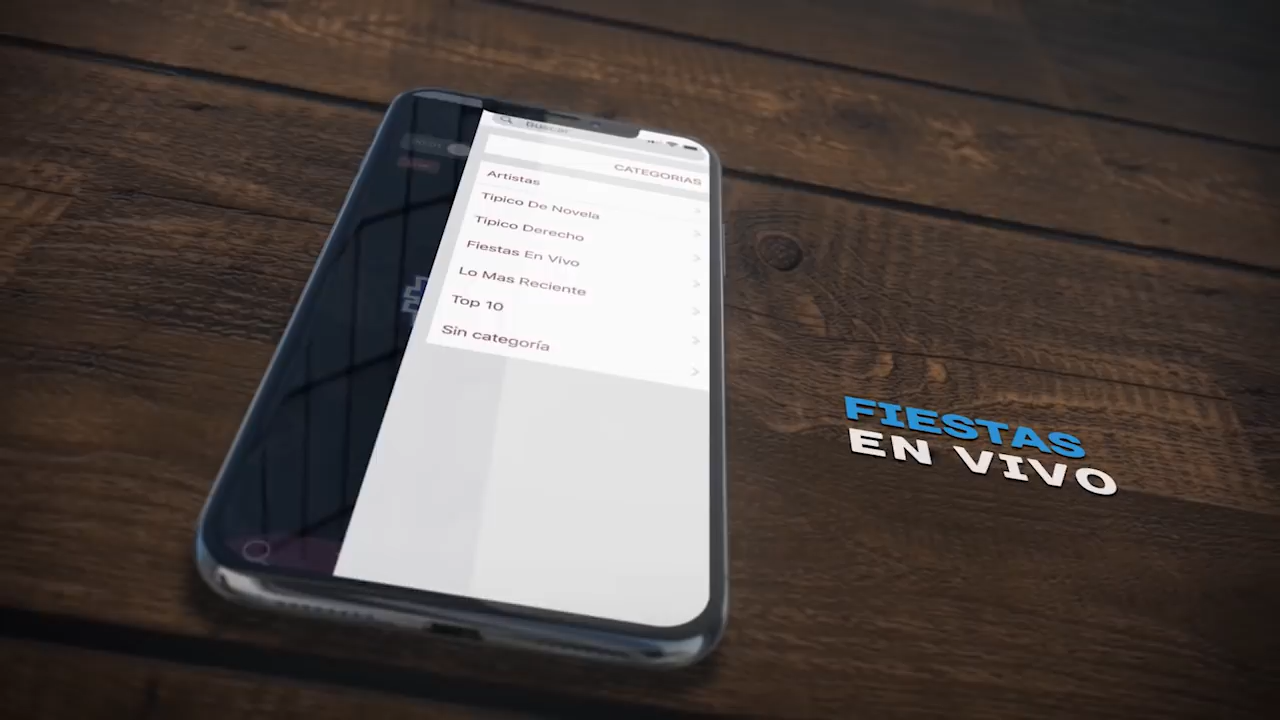 Buscar
CATEGORIAS
Artistas
Tipico De Novela
Tipico Derecho
Fiestas En Vivo
Lo Mas Reciente
Top 10
Sin categoría
FIESTAS
EN VIVO